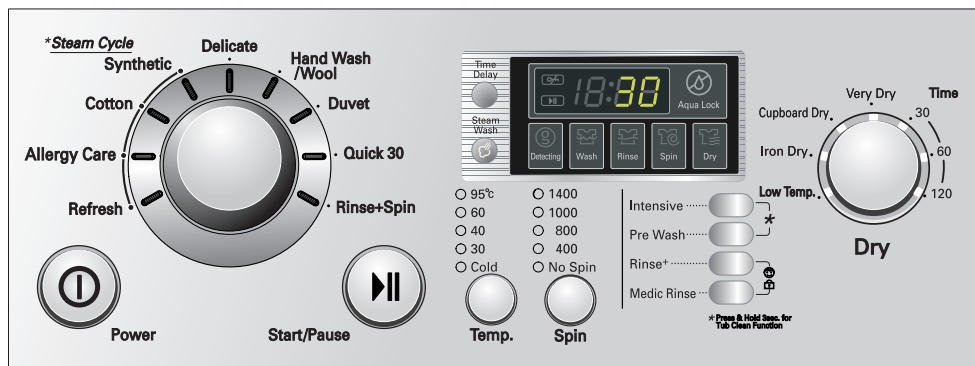 *Steam Cycle
Synthetic
Delicate
Hand Wash
/Wool
Cotton
Duvet
Allergy Care
Quick 30
Refresh
Rinse+Spin
Power
Start/Pause
Time
Delay
Steam
Wash
18:30
Aqua Lock
Detecting
Wash
Rinse
Spin
Dry
95°C
60
40
30
Cold
Temp.
1400
1000
800
400
No Spin
Spin
Intensive
Pre Wash
*
Rinse+
Medic Rinse
* Press & Hold 3sec. for
Tub Clean Function
Very Dry
Time
Cupboard Dry
30
Iron Dry
60
Low Temp.
120
Dry